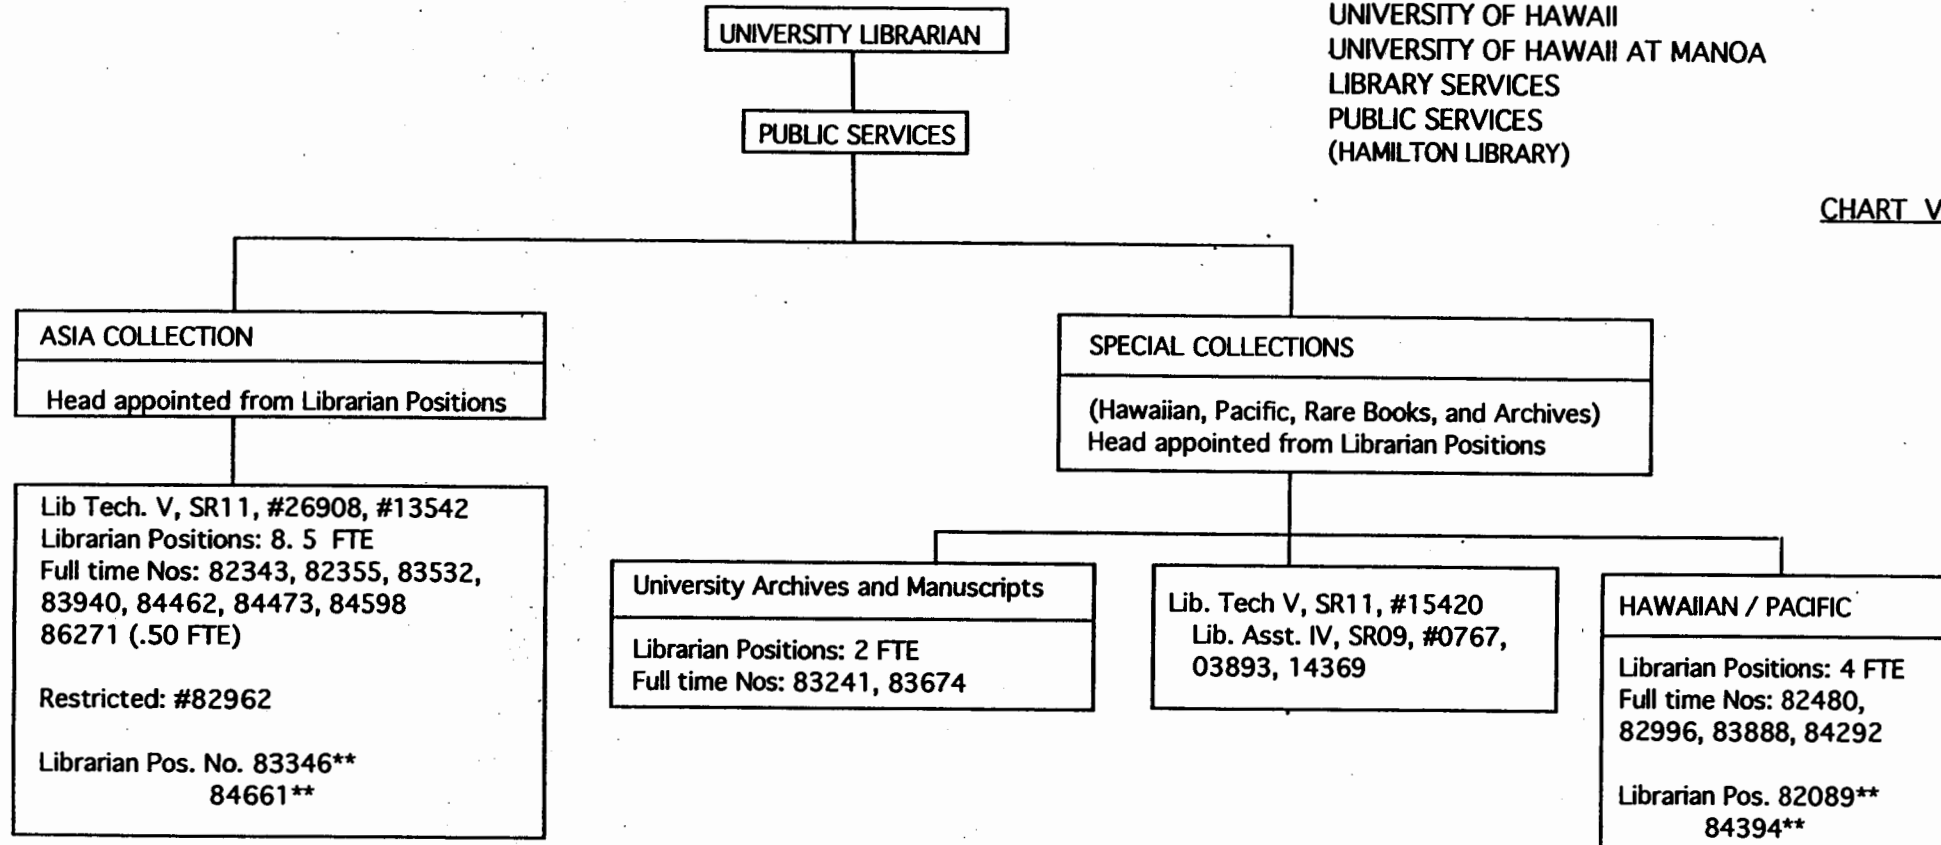 UNIVERSITY LIBRARIAN
PUBLIC SERVICES
UNIVERSITY OF HAWAII
UNIVERSITY OF HAWAII AT MANOA
LIBRARY SERVICES
PUBLIC SERVICES
(HAMILTON LIBRARY)
CHART V
ASIA COLLECTION
Head appointed from Librarian Positions
Lib Tech. V, SR11, #26908, #13542
Librarian Positions: 8. 5 FTE
Full time Nos: 82343, 82355, 83532,
83940, 84462, 84473, 84598
86271 (.50 FTE)
Restricted: #82962
Librarian Pos. No. 83346**
84661**
SPECIAL COLLECTIONS
(Hawaiian, Pacific, Rare Books, and Archives)
Head appointed from Librarian Positions
University Archives and Manuscripts
Librarian Positions: 2 FTE
Full time Nos: 83241, 83674
Lib. Tech V, SR11, #15420
Lib. Asst. IV, SR09, #0767,
03893, 14369
HAWAIIAN / PACIFIC
Librarian Positions: 4 FTE
Full time Nos: 82480,
82996, 83888, 84292
Librarian Pos. 82089**
84394**